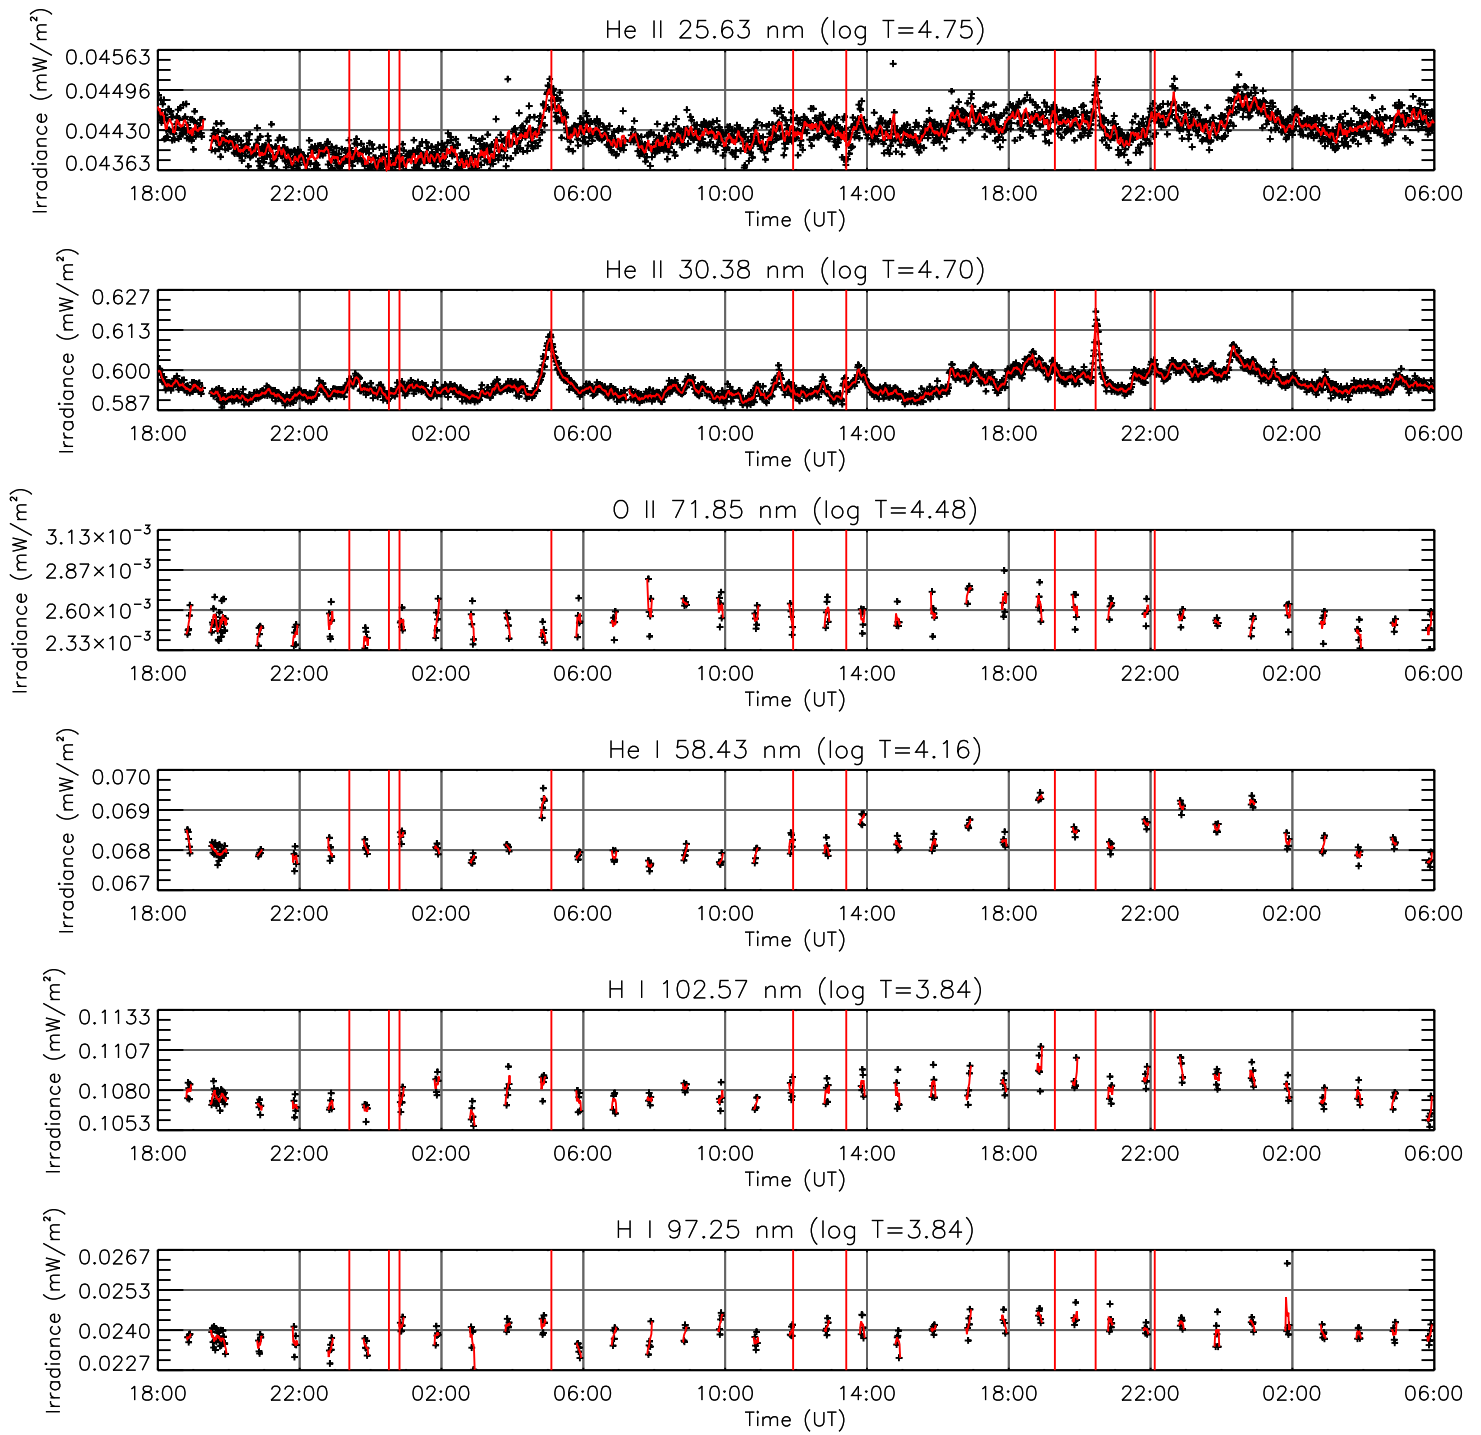 He II 25.63 nm (log T=4.75)
Irradiance (mW/m²)
0.04563
0.04496
0.04430
0.04363
18:00 22:00 02:00 06:00 10:00 14:00 18:00 22:00 02:00 06:00
Time (UT)
He II 30.38 nm (log T=4.70)
Irradiance (mW/m²)
0.627
0.613
0.600
0.587
18:00 22:00 02:00 06:00 10:00 14:00 18:00 22:00 02:00 06:00
Time (UT)
O II 71.85 nm (log T=4.48)
Irradiance (mW/m²)
3.13×10⁻³
2.87×10⁻³
2.60×10⁻³
2.33×10⁻³
18:00 22:00 02:00 06:00 10:00 14:00 18:00 22:00 02:00 06:00
Time (UT)
He I 58.43 nm (log T=4.16)
Irradiance (mW/m²)
0.070
0.069
0.068
0.067
18:00 22:00 02:00 06:00 10:00 14:00 18:00 22:00 02:00 06:00
Time (UT)
H I 102.57 nm (log T=3.84)
Irradiance (mW/m²)
0.1133
0.1107
0.1080
0.1053
18:00 22:00 02:00 06:00 10:00 14:00 18:00 22:00 02:00 06:00
Time (UT)
H I 97.25 nm (log T=3.84)
Irradiance (mW/m²)
0.0267
0.0253
0.0240
0.0227
18:00 22:00 02:00 06:00 10:00 14:00 18:00 22:00 02:00 06:00
Time (UT)